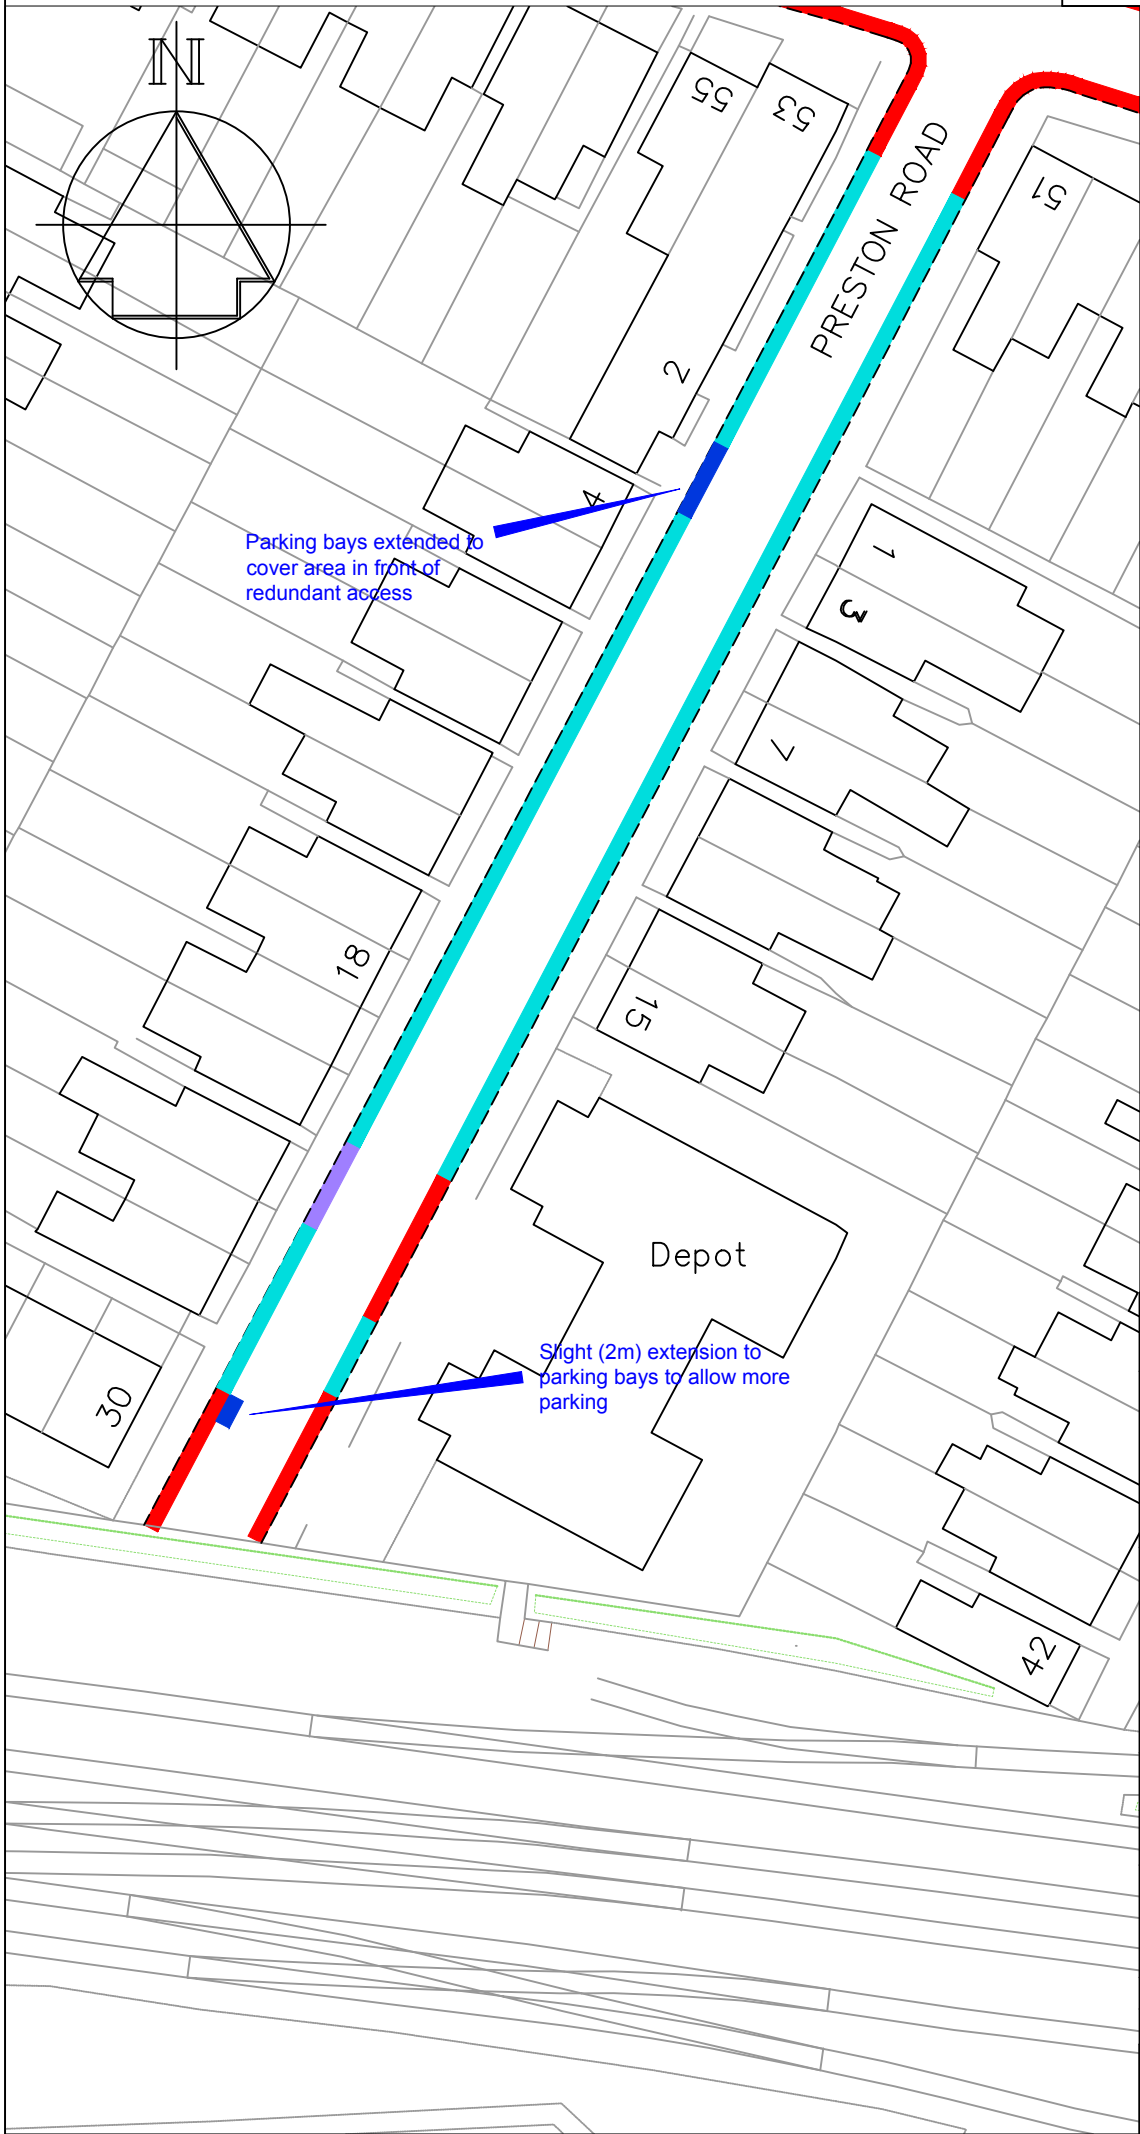 N
55
53
PRESTON ROAD
51
2
4
Parking bays extended to
cover area in front of
redundant access
1
3
7
18
15
Depot
Slight (2m) extension to
parking bays to allow more
parking
30
42